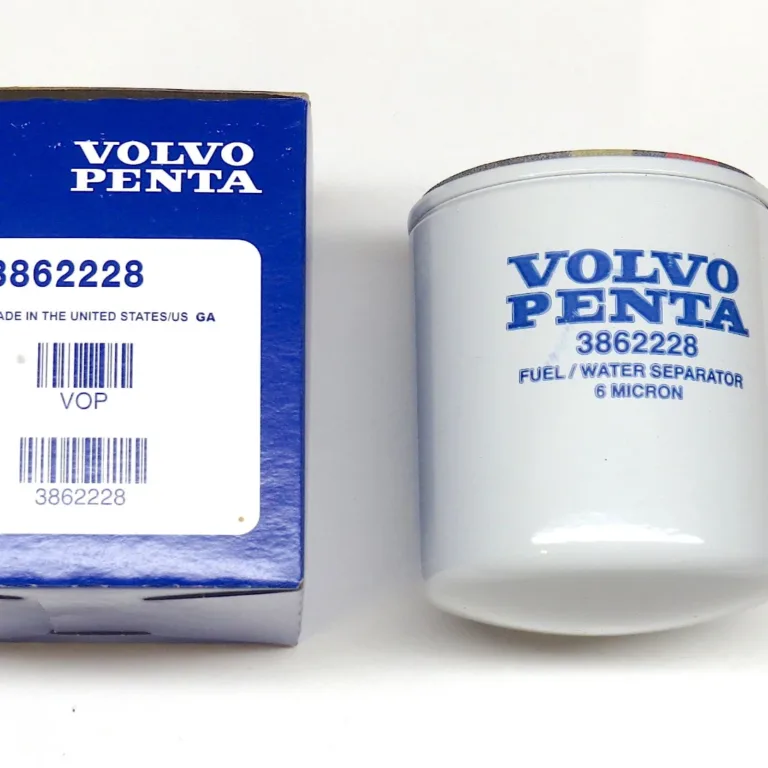 VOLVO
PENTA
3862228
MADE IN THE UNITED STATES/US GA
VOP
3862228
VOLVO
PENTA
3862228
FUEL / WATER SEPARATOR
6 MICRON